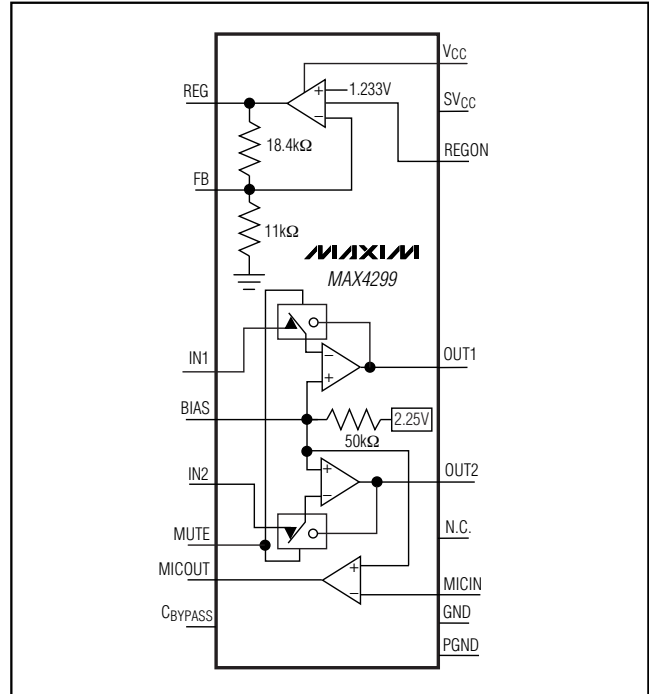 VCC
REG
1.233V
SVCC
18.4kΩ
REGON
FB
11kΩ
MAXIM
MAX4299
IN1
OUT1
BIAS
2.25V
50kΩ
IN2
OUT2
N.C.
MUTE
MICOUT
MICIN
GND
CBYPASS
PGND